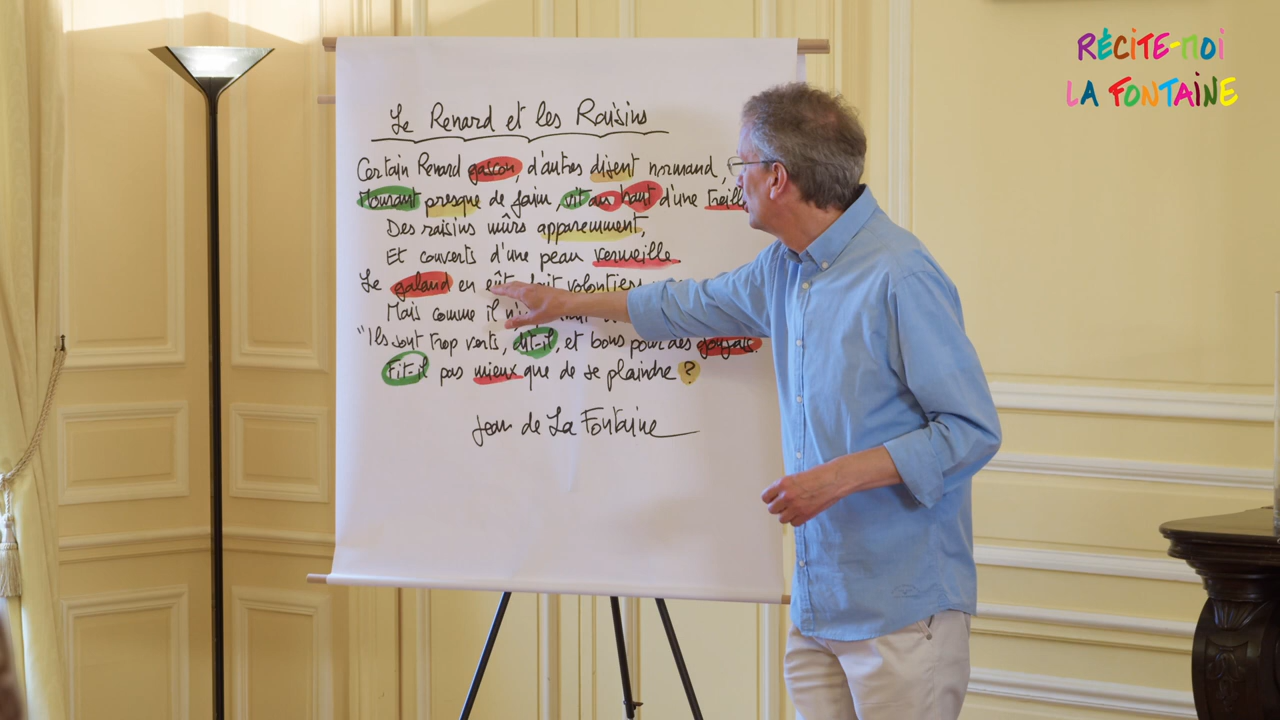 RÉCITE-MOI
LA FONTAINE
Le Renard et les Raisins
Certain Renard gascon, d'autres disent normand,
Mourant presque de faim, vit au haut d'une treille
Des raisins mûrs apparemment,
Et couverts d'une peau vermeille.
Le galand en eût fait volontiers
Mais comme il n'y
"Ils sont trop verts, dit-il, et bons pour des goujats.
Fit-il pas mieux que de se plaindre ?
Jean de La Fontaine